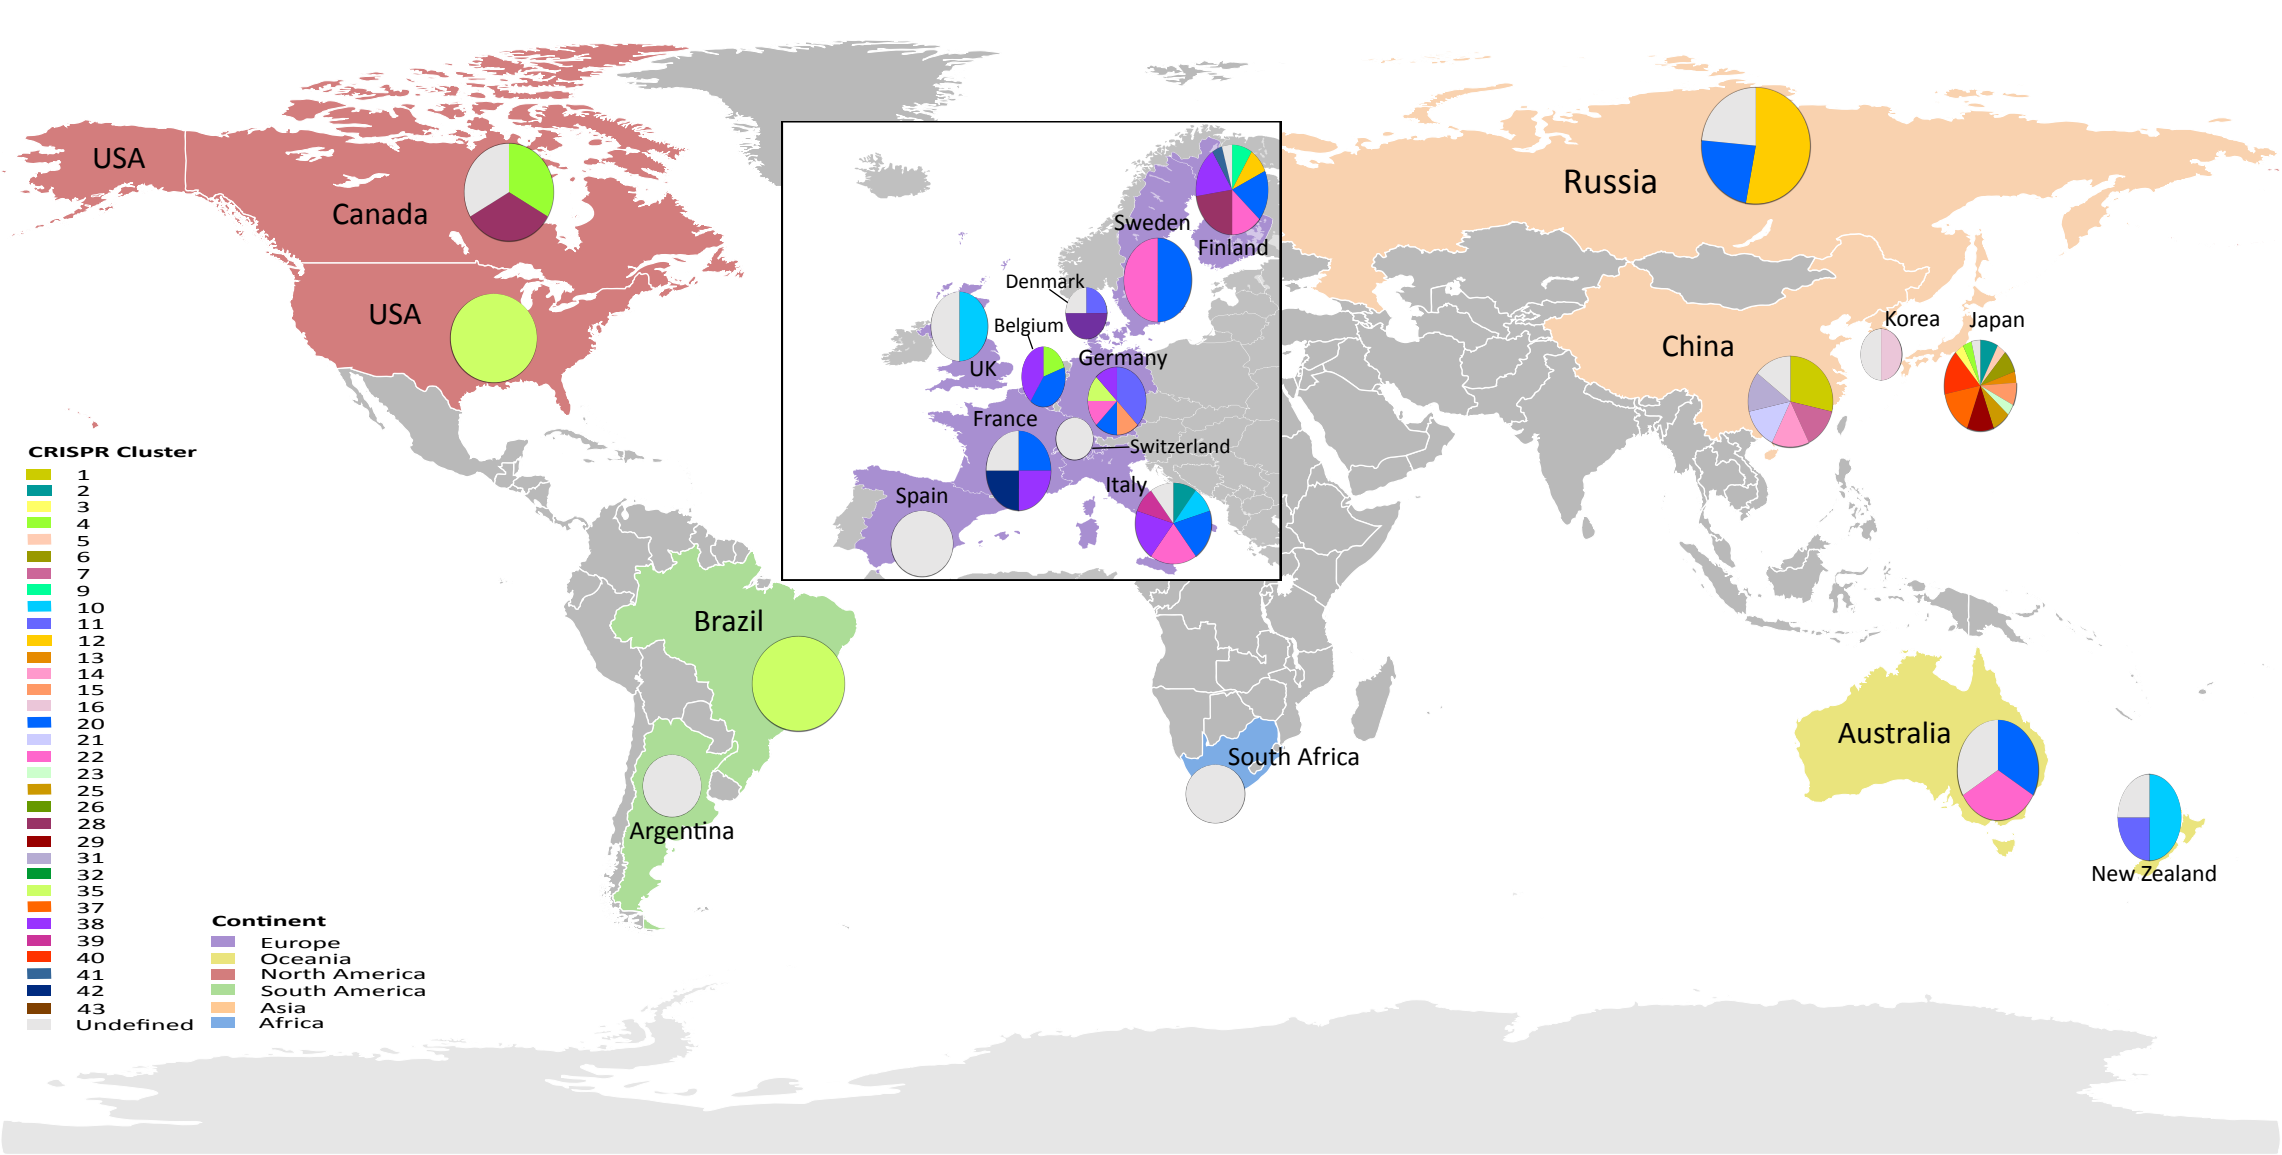 USA
Canada
USA
Sweden
Finland
Denmark
Belgium
UK
Germany
France
Switzerland
Spain
Italy
Russia
China
Korea
Japan
Brazil
Argentina
South Africa
Australia
New Zealand
CRISPR Cluster
1
2
3
4
5
6
7
9
10
11
12
13
14
15
16
20
21
22
23
25
26
28
29
31
32
35
37
38
39
40
41
42
43
Undefined
Continent
Europe
Oceania
North America
South America
Asia
Africa